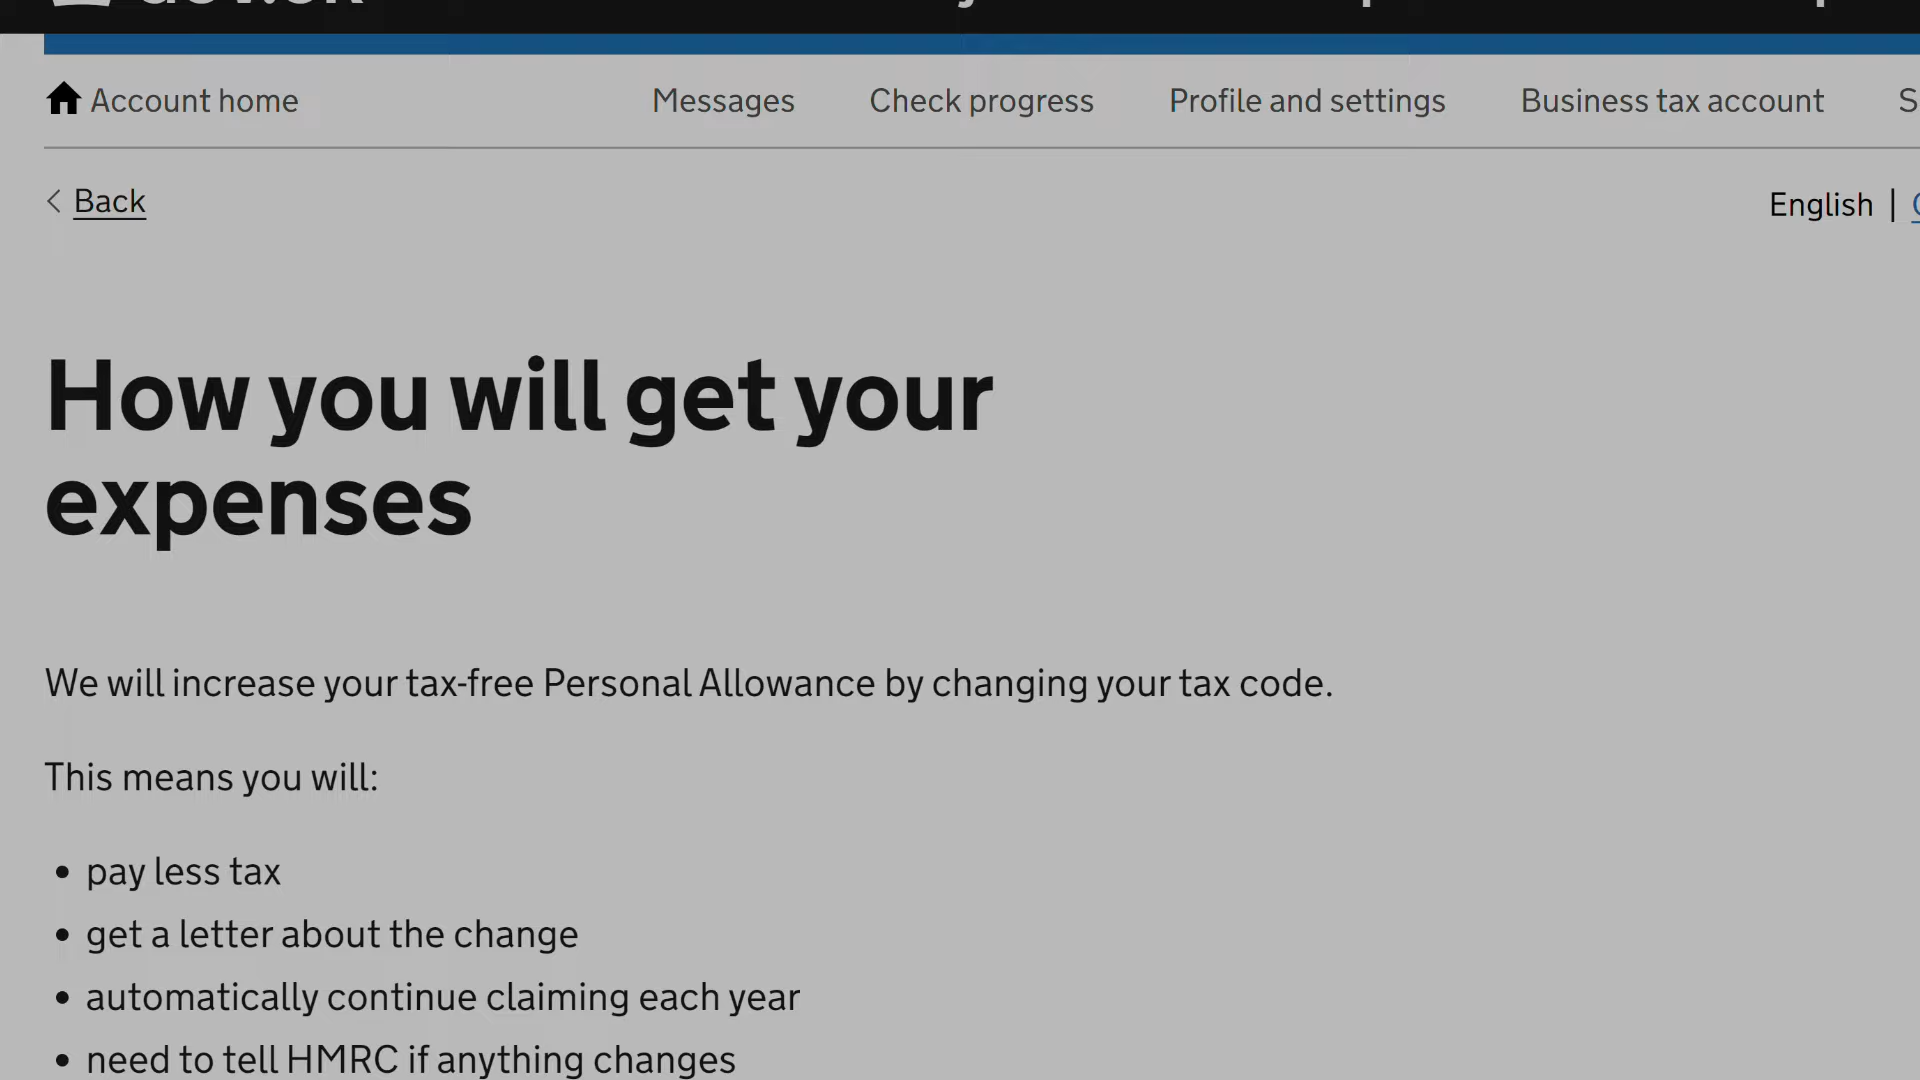 Account home
Messages
Check progress
Profile and settings
Business tax account
Back
English |
How you will get your
expenses
We will increase your tax-free Personal Allowance by changing your tax code.
This means you will:
• pay less tax
• get a letter about the change
• automatically continue claiming each year
• need to tell HMRC if anything changes